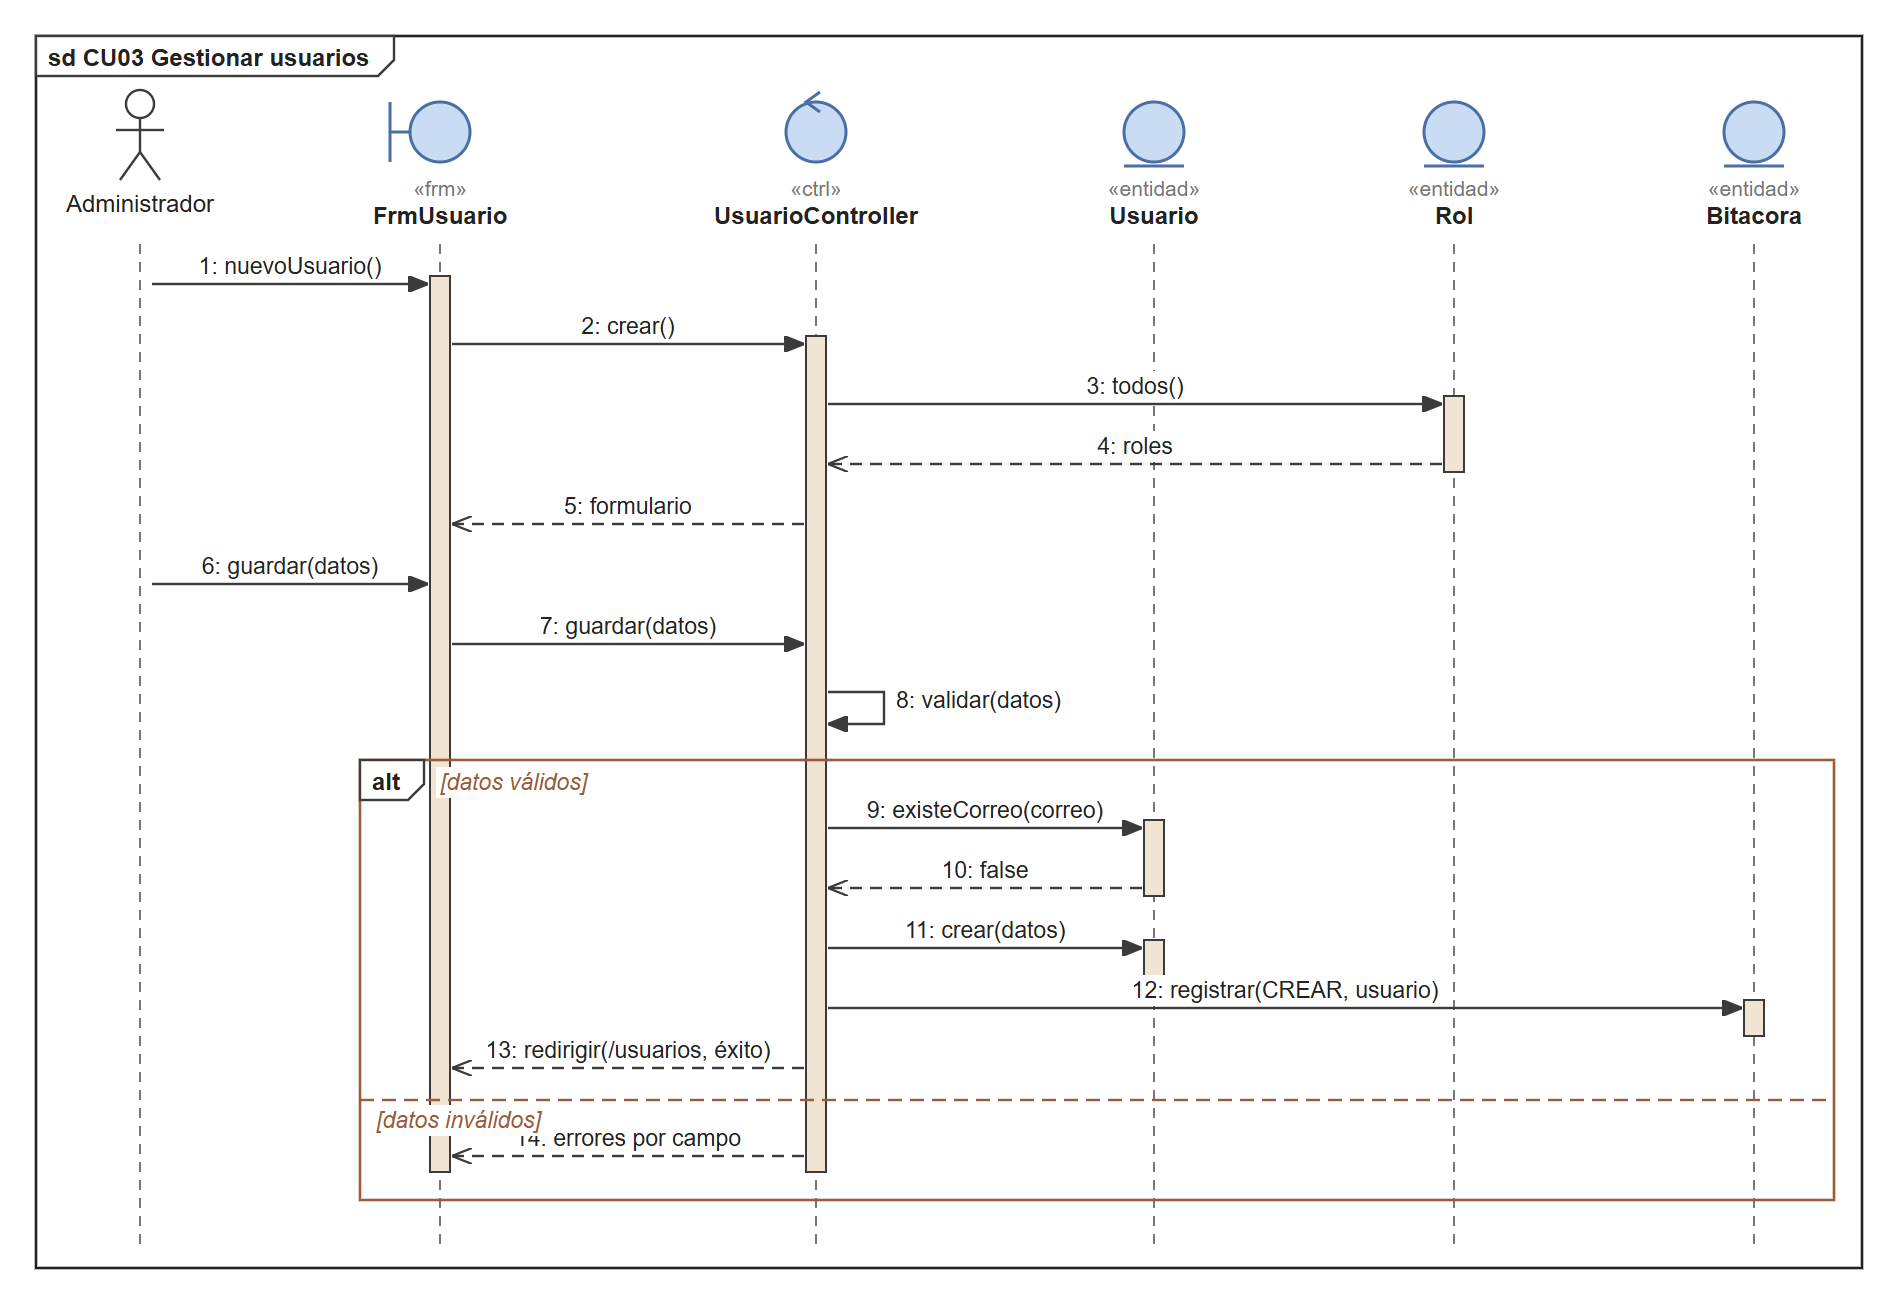 sd CU03 Gestionar usuarios
Administrador
«frm»
FrmUsuario
«ctrl»
UsuarioController
«entidad»
Usuario
«entidad»
Rol
«entidad»
Bitacora
1: nuevoUsuario()
2: crear()
3: todos()
4: roles
5: formulario
6: guardar(datos)
7: guardar(datos)
8: validar(datos)
alt
[datos válidos]
9: existeCorreo(correo)
10: false
11: crear(datos)
12: registrar(CREAR, usuario)
13: redirigir(/usuarios, éxito)
[datos inválidos]
14: errores por campo